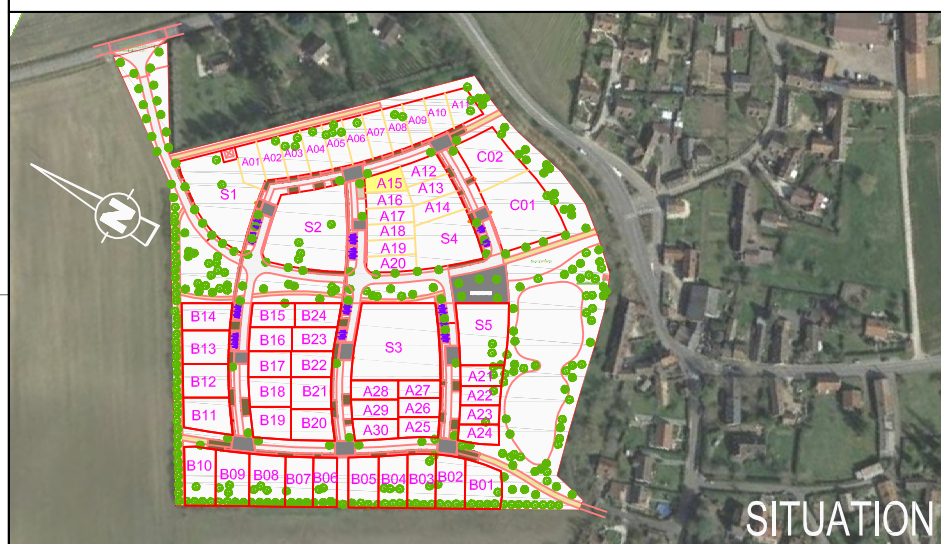 A01
A02
A03
A04
A05
A06
A07
A08
A09
A10
A11
C02
C01
S1
S2
A15
A12
A16
A13
A17
A14
A18
A19
A20
S4
N
B14
B15
B24
B13
B16
B23
B12
B17
B22
B11
B18
B21
B19
B20
S3
S5
A28
A27
A29
A26
A30
A25
A21
A22
A23
A24
B10
B09
B08
B07
B06
B05
B04
B03
B02
B01
SITUATION